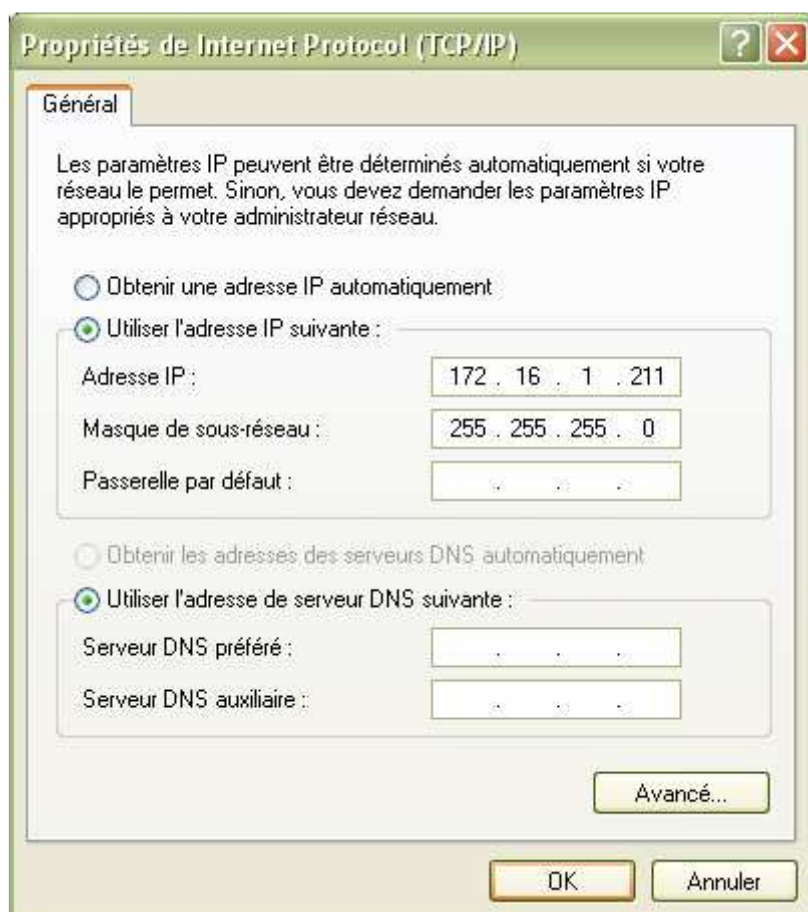 Propriétés de Internet Protocol (TCP/IP)
Général
Les paramètres IP peuvent être déterminés automatiquement si votre
réseau le permet. Sinon, vous devez demander les paramètres IP
appropriés à votre administrateur réseau.
Obtenir une adresse IP automatiquement
Utiliser l'adresse IP suivante :
Adresse IP : 172 . 16 . 1 . 211
Masque de sous-réseau : 255 . 255 . 255 . 0
Passerelle par défaut : . . .
Obtenir les adresses des serveurs DNS automatiquement
Utiliser l'adresse de serveur DNS suivante :
Serveur DNS préféré : . . .
Serveur DNS auxiliaire : . . .
Avancé...
OK Annuler